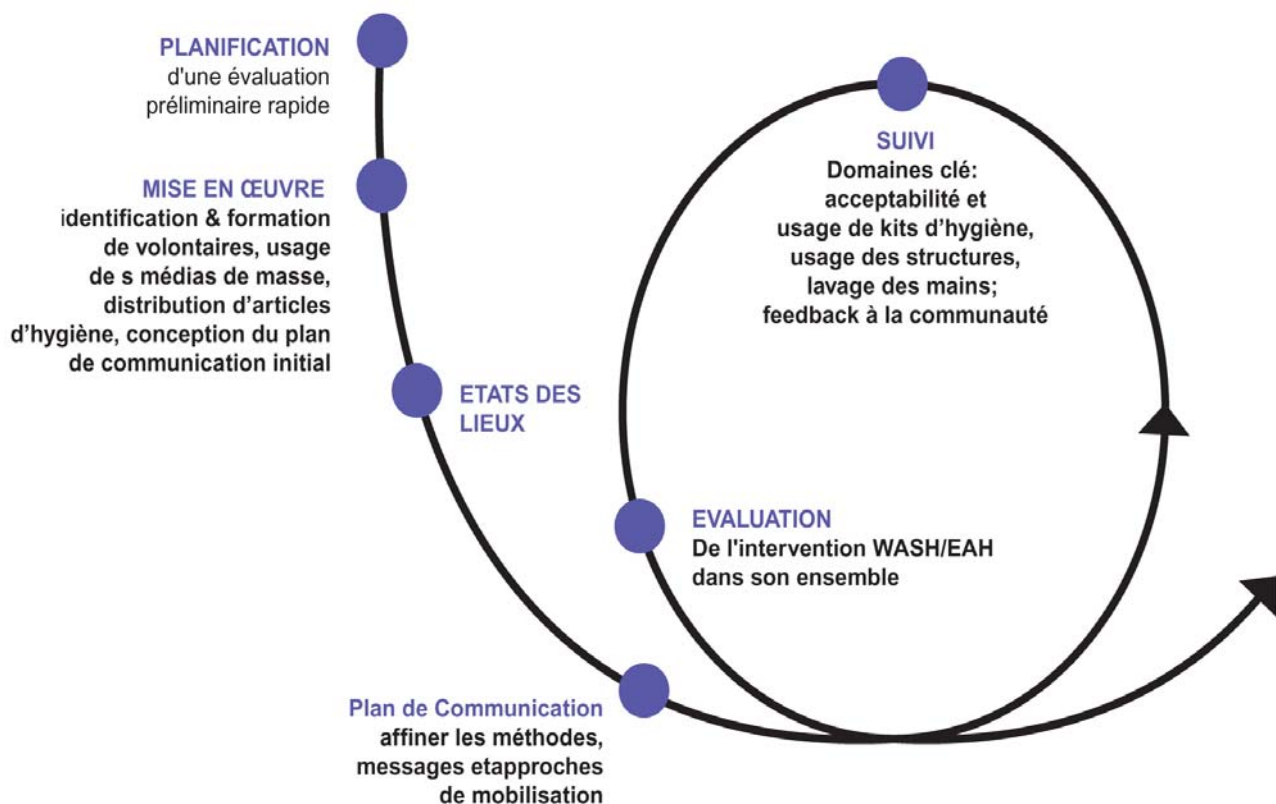 PLANIFICATION
d'une évaluation
préliminaire rapide
MISE EN ŒUVRE
identification & formation
de volontaires, usage
de s médias de masse,
distribution d’articles
d’hygiène, conception du plan
de communication initial
ETATS DES
LIEUX
Plan de Communication
affiner les méthodes,
messages etapproches
de mobilisation
SUIVI
Domaines clé:
acceptabilité et
usage de kits d’hygiène,
usage des structures,
lavage des mains;
feedback à la communauté
EVALUATION
De l'intervention WASH/EAH
dans son ensemble